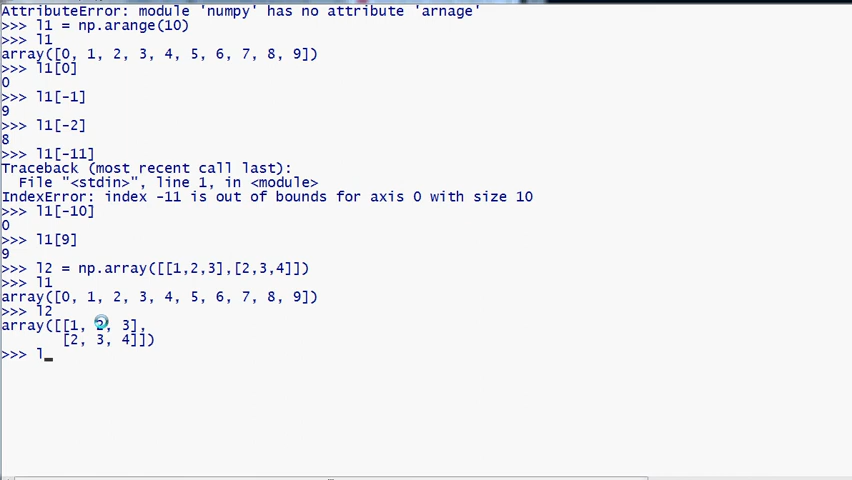 AttributeError: module 'numpy' has no attribute 'arnage'
>>> l1 = np.arange(10)
>>> l1
array([0, 1, 2, 3, 4, 5, 6, 7, 8, 9])
>>> l1[0]
0
>>> l1[-1]
9
>>> l1[-2]
8
>>> l1[-11]
Traceback (most recent call last):
  File "<stdin>", line 1, in <module>
IndexError: index -11 is out of bounds for axis 0 with size 10
>>> l1[-10]
0
>>> l1[9]
9
>>> l2 = np.array([[1,2,3],[2,3,4]])
>>> l1
array([0, 1, 2, 3, 4, 5, 6, 7, 8, 9])
>>> l2
array([[1, 2, 3],
       [2, 3, 4]])
>>> l_